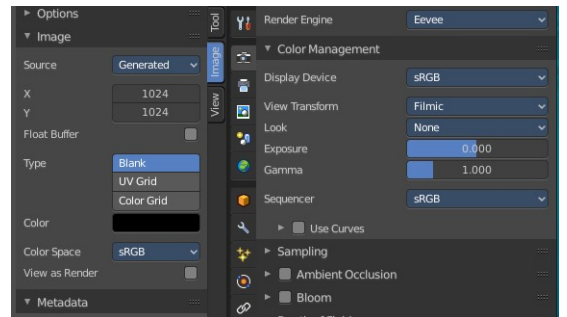 Options
Image
Source Generated
X 1024
Y 1024
Float Buffer
Type Blank
UV Grid
Color Grid
Color
Color Space sRGB
View as Render
Metadata
Tool
Image
View
Render Engine Eevee
Color Management
Display Device sRGB
View Transform Filmic
Look None
Exposure 0.000
Gamma 1.000
Sequencer sRGB
Use Curves
Sampling
Ambient Occlusion
Bloom